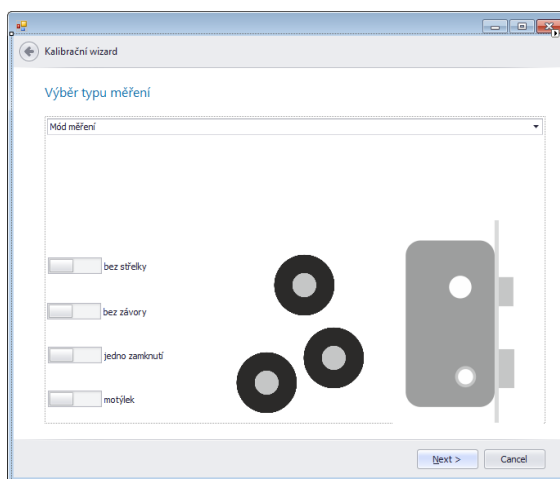 Kalibrační wizard
Výběr typu měření
Mód měření
bez střelky
bez závory
jedno zamknutí
motýlek
Next >
Cancel